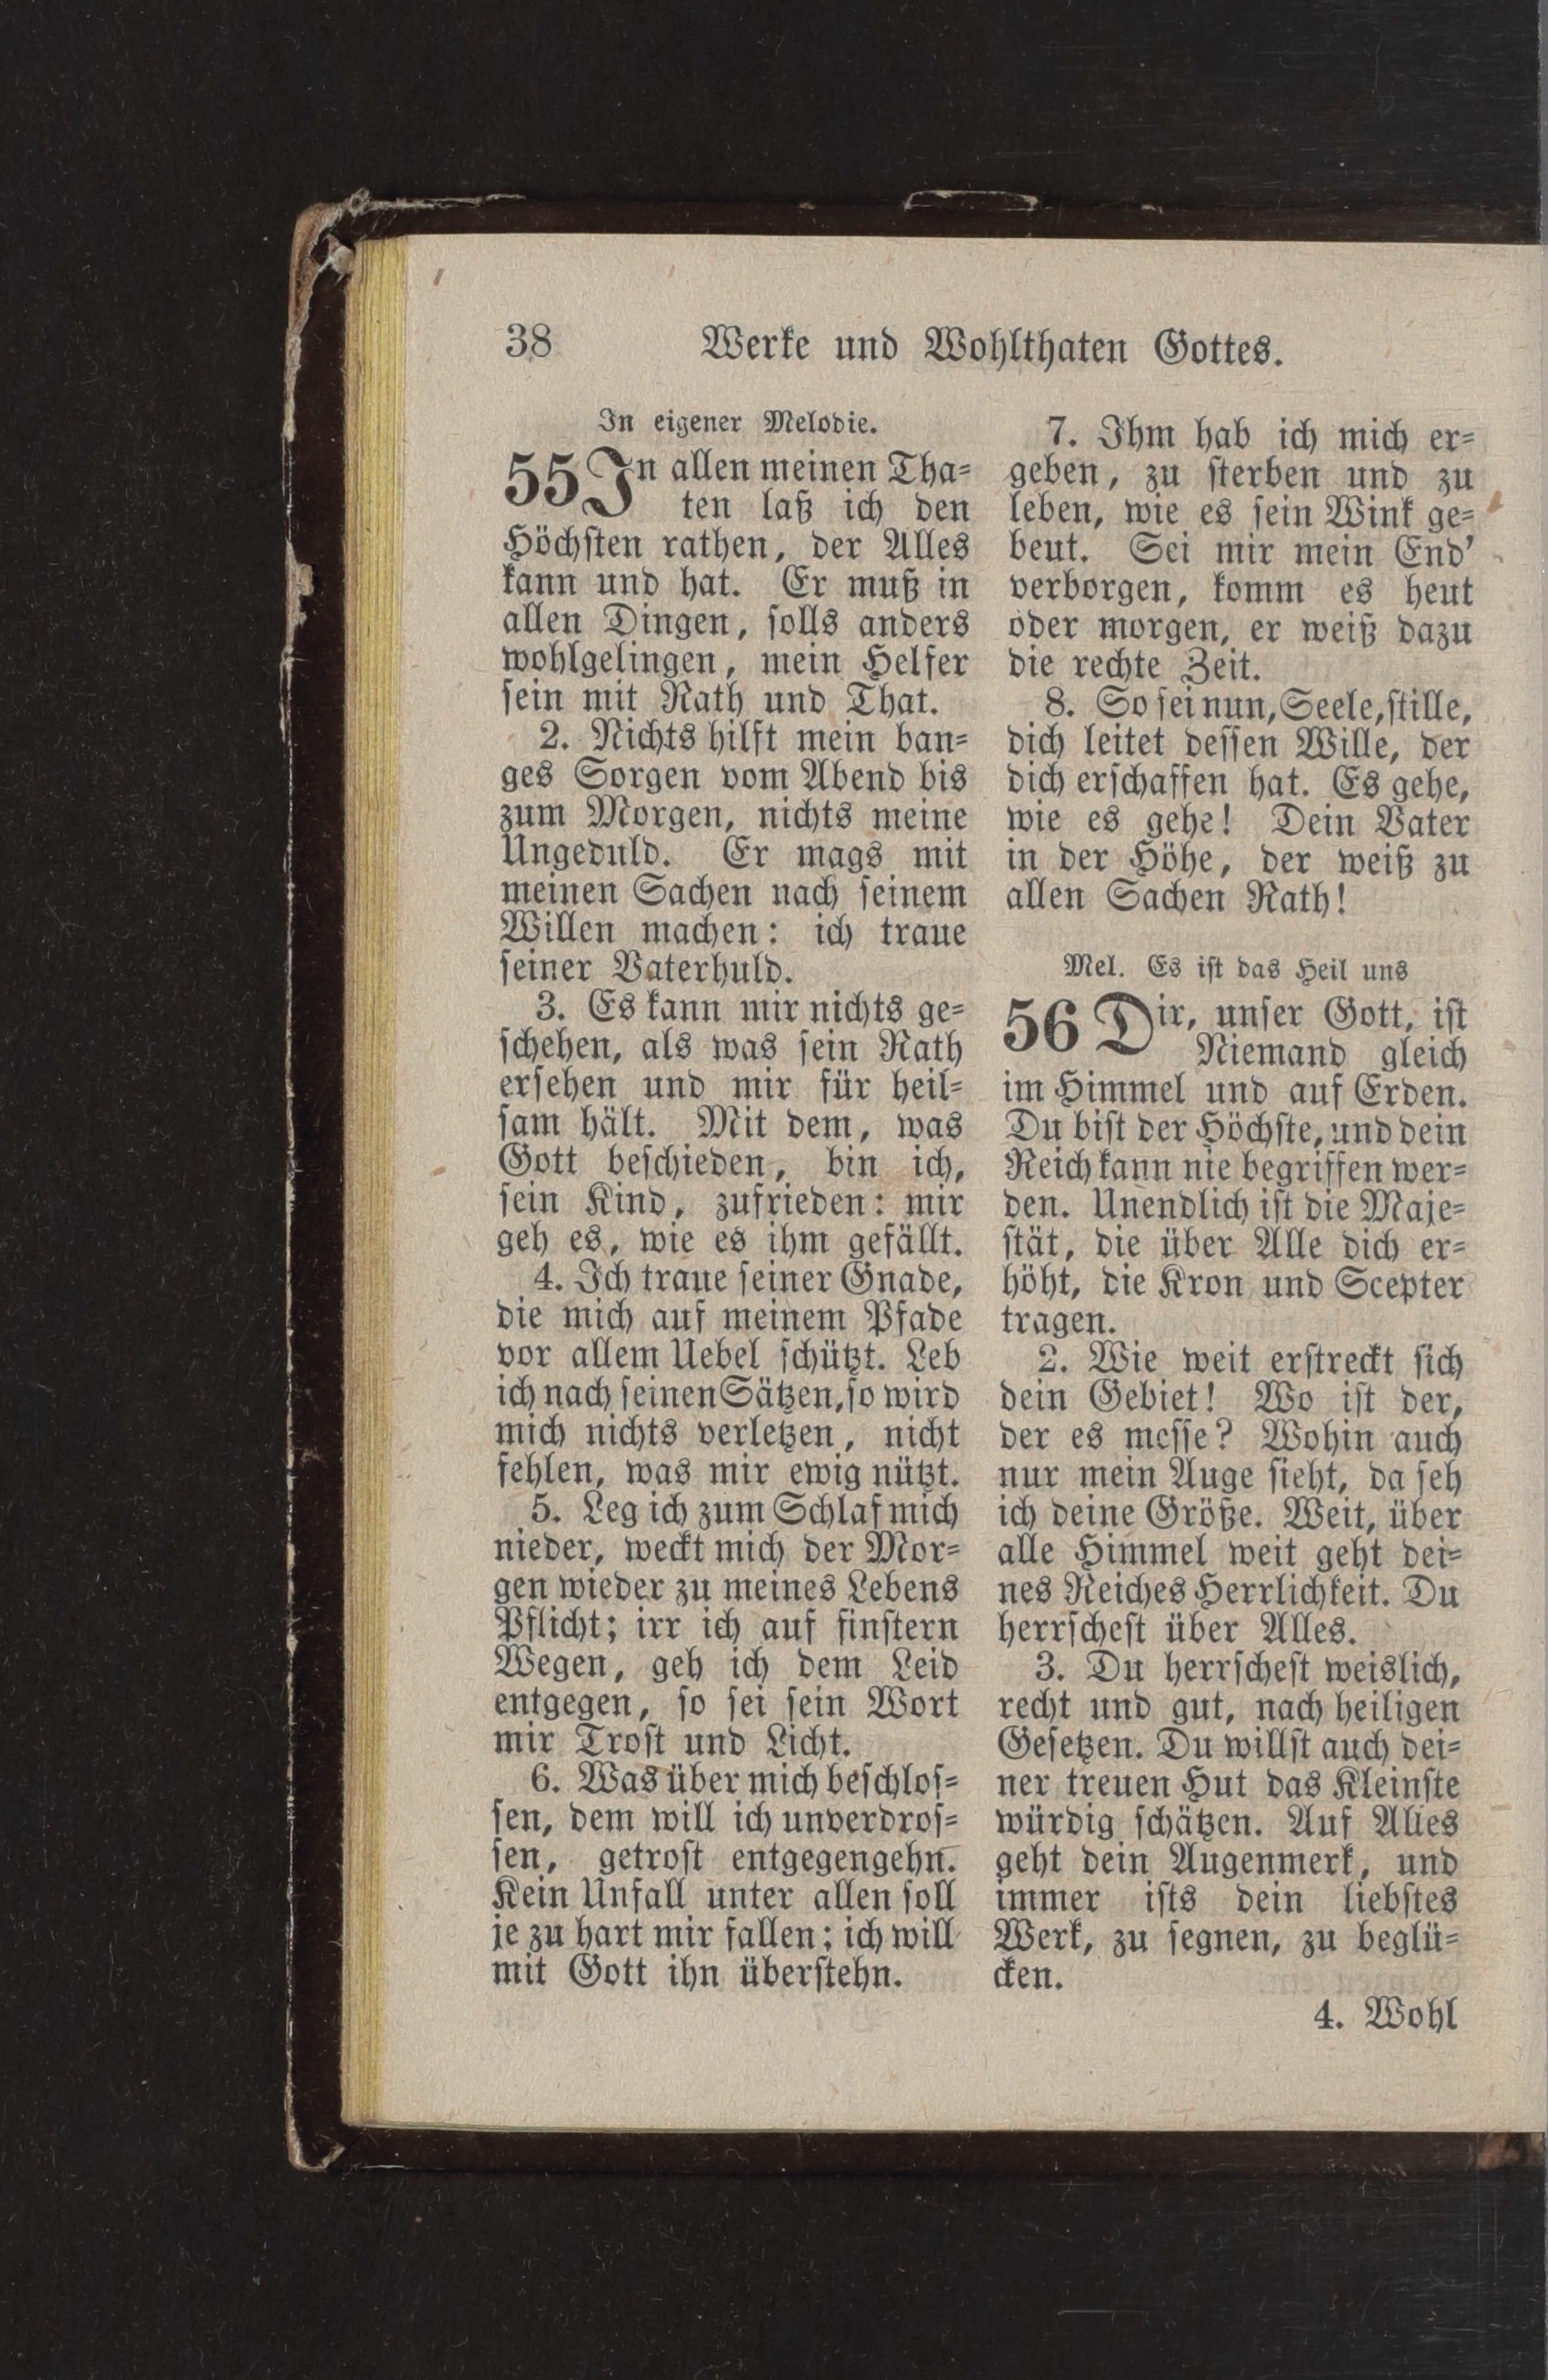 38 Werke und Wohlthaten Gottes.
In eigener Melodie.
55 In allen meinen Tha-
ten laß ich den
Höchsten rathen, der Alles
kann und hat. Er muß in
allen Dingen, solls anders
wohlgelingen, mein Helfer
sein mit Rath und That.
2. Nichts hilft mein ban-
ges Sorgen vom Abend bis
zum Morgen, nichts meine
Ungeduld. Er mags mit
meinen Sachen nach seinem
Willen machen: ich traue
seiner Vaterhuld.
3. Es kann mir nichts ge-
schehen, als was sein Rath
ersehen und mir für heil-
sam hält. Mit dem, was
Gott beschieden, bin ich,
sein Kind, zufrieden: mir
geh es, wie es ihm gefällt.
4. Ich traue seiner Gnade,
die mich auf meinem Pfade
vor allem Uebel schützt. Leb
ich nach seinen Sätzen, so wird
mich nichts verletzen, nicht
fehlen, was mir ewig nützt.
5. Leg ich zum Schlaf mich
nieder, weckt mich der Mor-
gen wieder zu meines Lebens
Pflicht; irr ich auf finstern
Wegen, geh ich dem Leid
entgegen, so sei sein Wort
mir Trost und Licht.
6. Was über mich beschlos-
sen, dem will ich unverdros-
sen, getrost entgegengehn.
Kein Unfall unter allen soll
je zu hart mir fallen; ich will
mit Gott ihn überstehn.
7. Ihm hab ich mich er-
geben, zu sterben und zu
leben, wie es sein Wink ge-
beut. Sei mir mein End'
verborgen, komm es heut
oder morgen, er weiß dazu
die rechte Zeit.
8. So sei nun, Seele, stille,
dich leitet dessen Wille, der
dich erschaffen hat. Es gehe,
wie es gehe! Dein Vater
in der Höhe, der weiß zu
allen Sachen Rath!
Mel. Es ist das Heil uns
56 Dir, unser Gott, ist
Niemand gleich
im Himmel und auf Erden.
Du bist der Höchste, und dein
Reich kann nie begriffen wer-
den. Unendlich ist die Maje-
stät, die über Alle dich er-
höht, die Kron und Scepter
tragen.
2. Wie weit erstreckt sich
dein Gebiet! Wo ist der,
der es messe? Wohin auch
nur mein Auge sieht, da seh
ich deine Größe. Weit, über
alle Himmel weit geht dei-
nes Reiches Herrlichkeit. Du
herrschest über Alles.
3. Du herrschest weislich,
recht und gut, nach heiligen
Gesetzen. Du willst auch dei-
ner treuen Hut das Kleinste
würdig schätzen. Auf Alles
geht dein Augenmerk, und
immer ists dein liebstes
Werk, zu segnen, zu beglü-
cken.
4. Wohl